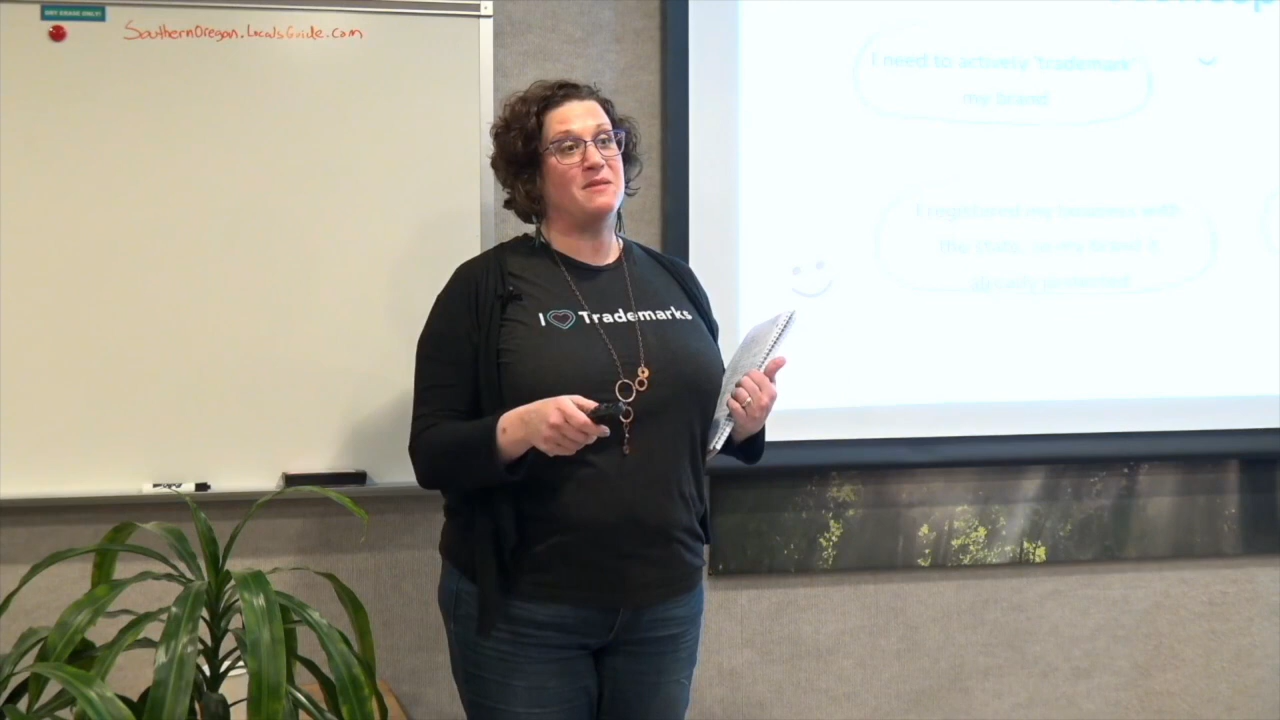 DRY ERASE ONLY!
SouthernOregon.LocalsGuide.com
I need to actively "trademark"
my brand
I registered my business with
the state, so my brand is
already protected
I Trademarks